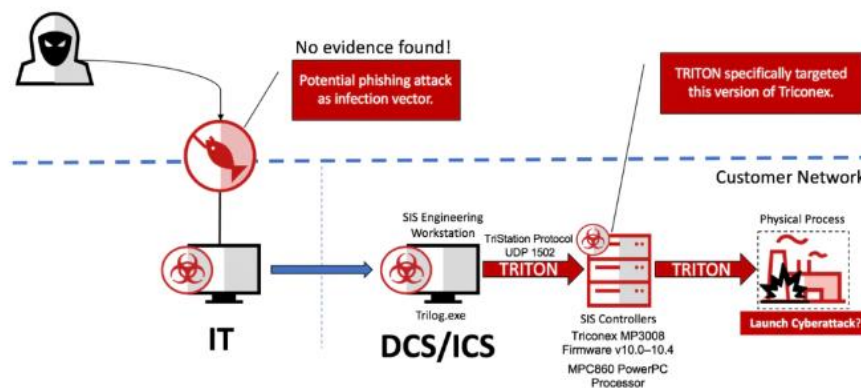 No evidence found!
Potential phishing attack
as infection vector.
TRITON specifically targeted
this version of Triconex.
Customer Network
SIS Engineering
Workstation
TriStation Protocol
UDP 1502
Physical Process
TRITON
TRITON
Trilog.exe
IT
DCS/ICS
SIS Controllers
Triconex MP3008
Firmware v10.0–10.4
MPC860 PowerPC
Processor
Launch Cyberattack?